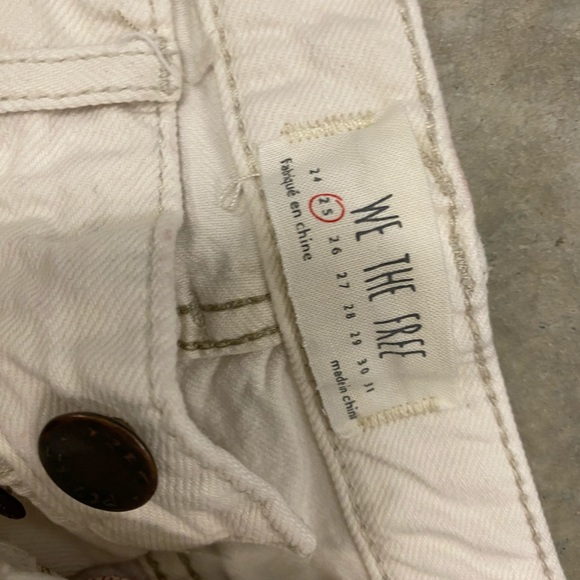 WE THE FREE
24 25 26 27 28 29 30 31
Fabriqué en chine
made in china